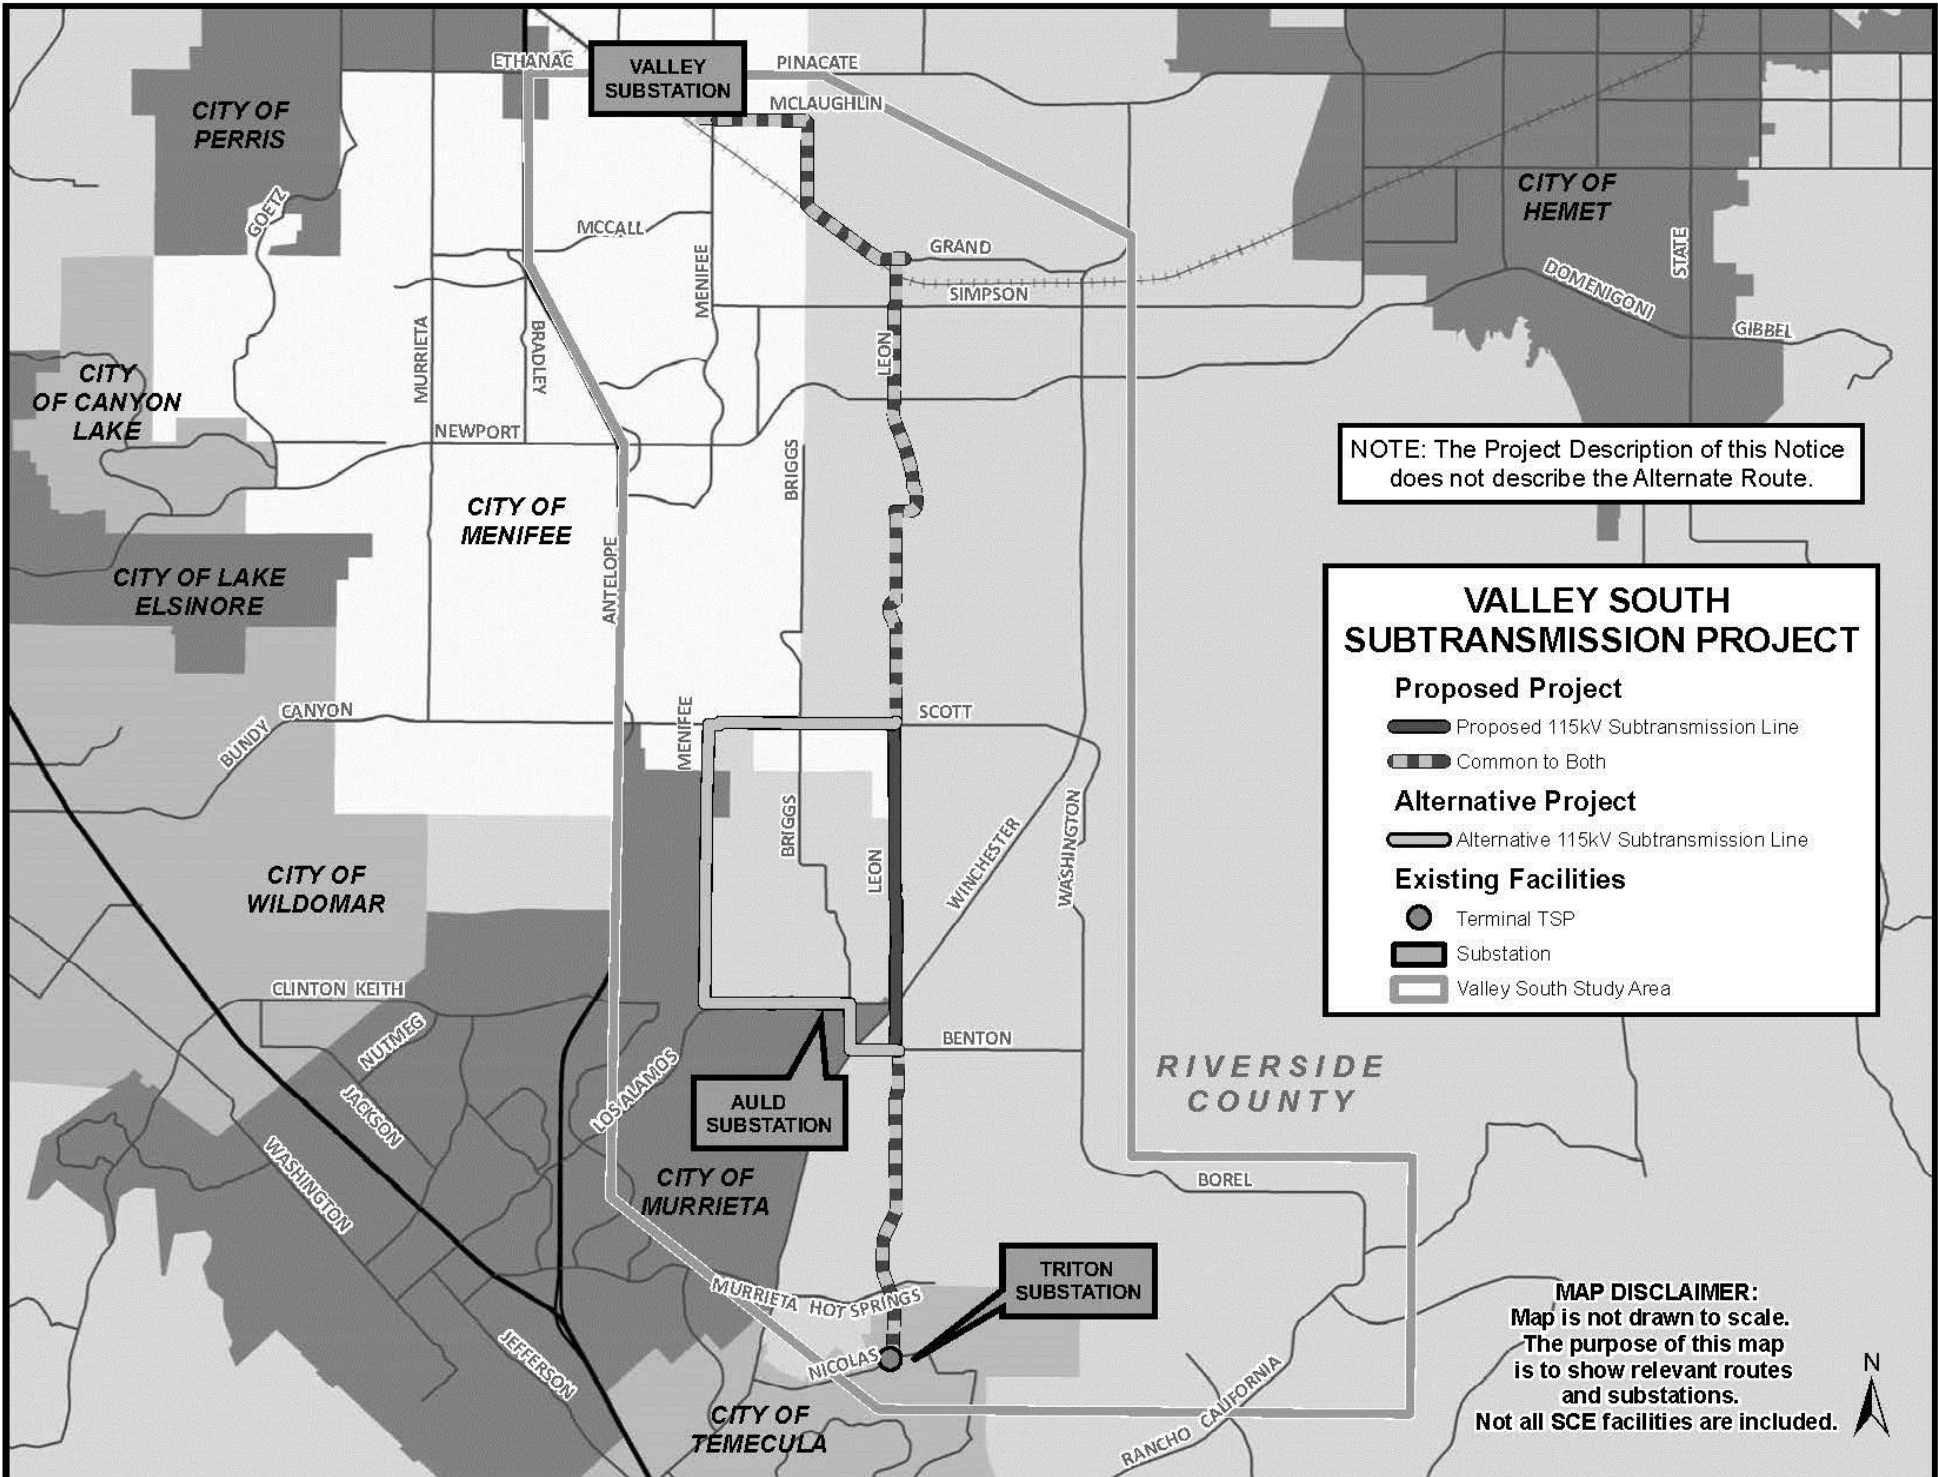 ETHANAC
VALLEY
SUBSTATION
PINACATE
MCLAUGHLIN
CITY OF
PERRIS
CITY OF
HEMET
GOETZ
MCCALL
MENIFEE
GRAND
SIMPSON
STATE
DOMENIGONI
GIBBEL
MURRIETA
BRADLEY
LEON
CITY
OF CANYON
LAKE
NEWPORT
BRIGGS
NOTE: The Project Description of this Notice
does not describe the Alternate Route.
CITY OF
MENIFEE
ANTELOPE
CITY OF LAKE
ELSINORE
VALLEY SOUTH
SUBTRANSMISSION PROJECT
Proposed Project
Proposed 115kV Subtransmission Line
Common to Both
Alternative Project
Alternative 115kV Subtransmission Line
Existing Facilities
Terminal TSP
Substation
Valley South Study Area
BUNDY CANYON
MENIFEE
SCOTT
BRIGGS
LEON
WINCHESTER
WASHINGTON
CITY OF
WILDOMAR
CLINTON KEITH
NUTMEG
JACKSON
LOS ALAMOS
BENTON
AULD
SUBSTATION
RIVERSIDE
COUNTY
WASHINGTON
CITY OF
MURRIETA
BOREL
TRITON
SUBSTATION
MURRIETA HOT SPRINGS
JEFFERSON
NICOLAS
CITY OF
TEMECULA
RANCHO CALIFORNIA
MAP DISCLAIMER:
Map is not drawn to scale.
The purpose of this map
is to show relevant routes
and substations.
Not all SCE facilities are included.
N